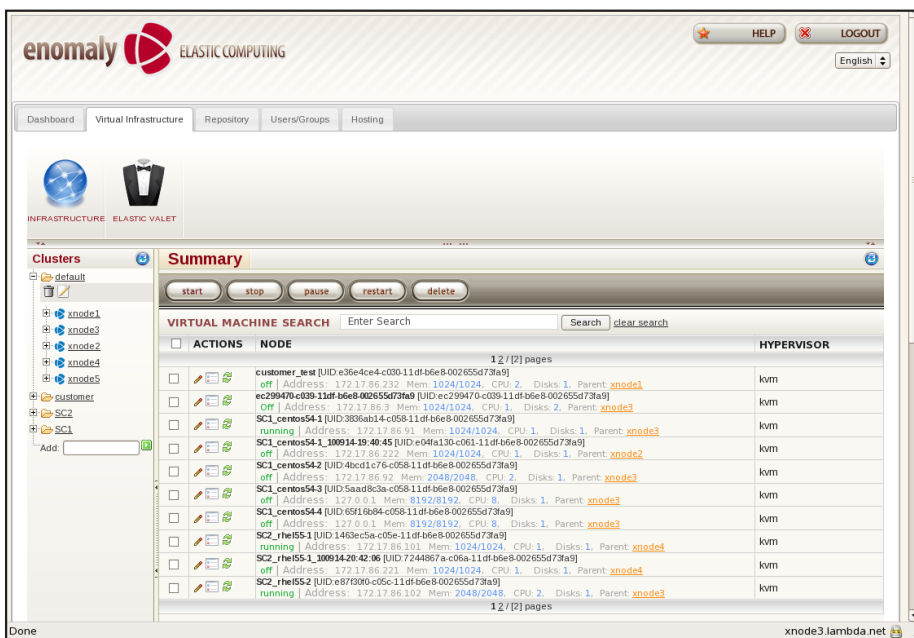 enomaly ELASTIC COMPUTING
HELP LOGOUT
English
Dashboard Virtual Infrastructure Repository Users/Groups Hosting
INFRASTRUCTURE ELASTIC VALET
Clusters
default
xnode1
xnode3
xnode2
xnode4
xnode5
customer
SC2
SC1
Add:
Summary
start stop pause restart delete
VIRTUAL MACHINE SEARCH Enter Search Search clear search
ACTIONS NODE HYPERVISOR
1 2 / [2] pages
customer_test [UID:e36e4ce4-c030-11df-b6e8-002655d73fa9]
off | Address: 172.17.86.232 Mem: 1024/1024, CPU: 2, Disks: 1, Parent: xnode1
kvm
ec299470-c039-11df-b6e8-002655d73fa9 [UID:ec299470-c039-11df-b6e8-002655d73fa9]
Off | Address: 172.17.86.3 Mem: 1024/1024, CPU: 1, Disks: 2, Parent: xnode3
kvm
SC1_centos54-1 [UID:3836ab14-c058-11df-b6e8-002655d73fa9]
running | Address: 172.17.86.91 Mem: 1024/1024, CPU: 1, Disks: 1, Parent: xnode3
kvm
SC1_centos54-1_100914-19:40:45 [UID:e04fa130-c061-11df-b6e8-002655d73fa9]
off | Address: 172.17.86.222 Mem: 1024/1024, CPU: 1, Disks: 1, Parent: xnode2
kvm
SC1_centos54-2 [UID:4bcd1c76-c058-11df-b6e8-002655d73fa9]
off | Address: 172.17.86.92 Mem: 2048/2048, CPU: 2, Disks: 1, Parent: xnode3
kvm
SC1_centos54-3 [UID:5aad8c3a-c058-11df-b6e8-002655d73fa9]
off | Address: 127.0.0.1 Mem: 8192/8192, CPU: 8, Disks: 1, Parent: xnode3
kvm
SC1_centos54-4 [UID:65f16b84-c058-11df-b6e8-002655d73fa9]
off | Address: 127.0.0.1 Mem: 8192/8192, CPU: 8, Disks: 1, Parent: xnode3
kvm
SC2_rhel55-1 [UID:1463ec5a-c05e-11df-b6e8-002655d73fa9]
running | Address: 172.17.86.101 Mem: 1024/1024, CPU: 1, Disks: 1, Parent: xnode4
kvm
SC2_rhel55-1_100914-20:42:06 [UID:7244867a-c06a-11df-b6e8-002655d73fa9]
off | Address: 172.17.86.221 Mem: 1024/1024, CPU: 1, Disks: 1, Parent: xnode4
kvm
SC2_rhel55-2 [UID:e87f30f0-c05c-11df-b6e8-002655d73fa9]
running | Address: 172.17.86.102 Mem: 2048/2048, CPU: 2, Disks: 1, Parent: xnode3
kvm
1 2 / [2] pages
Done xnode3.lambda.net